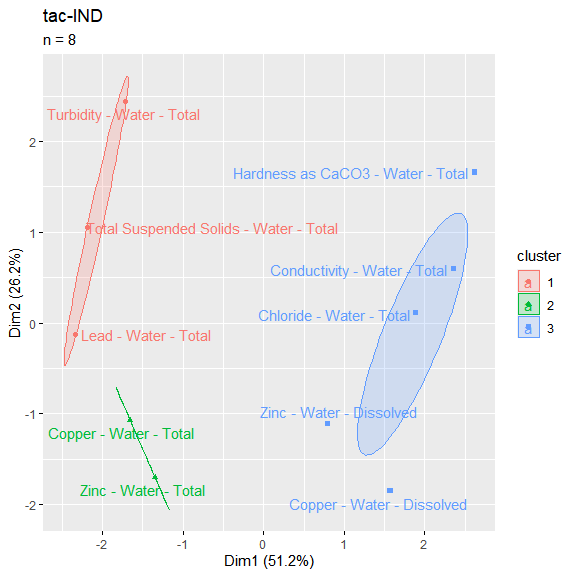 tac-IND
n = 8
Turbidity - Water - Total
Hardness as CaCO3 - Water - Total
Total Suspended Solids - Water - Total
Conductivity - Water - Total
Chloride - Water - Total
Lead - Water - Total
Zinc - Water - Dissolved
Copper - Water - Total
Zinc - Water - Total
Copper - Water - Dissolved
2
1
0
-1
-2
Dim2 (26.2%)
-2
-1
0
1
2
Dim1 (51.2%)
cluster
a 1
a 2
a 3